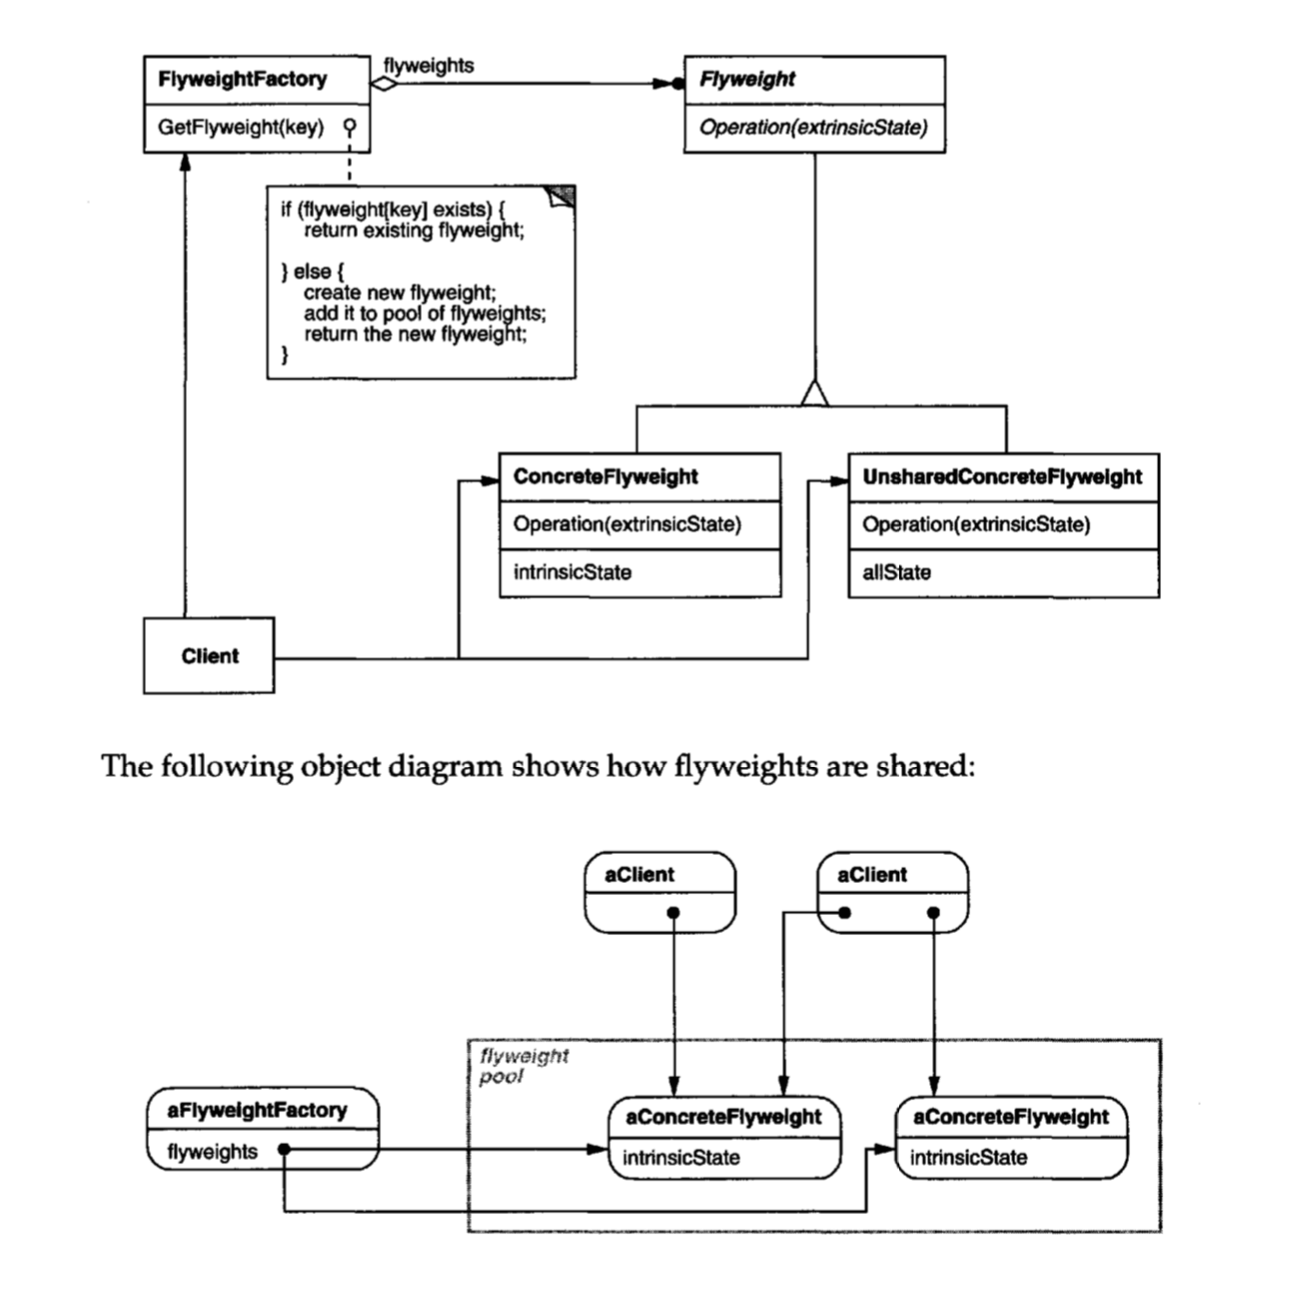 flyweights
FlyweightFactory
Flyweight
GetFlyweight(key)
Operation(extrinsicState)
if (flyweight[key] exists) {
return existing flyweight;
} else {
create new flyweight;
add it to pool of flyweights;
return the new flyweight;
}
ConcreteFlyweight
UnsharedConcreteFlyweight
Operation(extrinsicState)
Operation(extrinsicState)
intrinsicState
allState
Client
The following object diagram shows how flyweights are shared:
aClient
aClient
flyweight
pool
aFlyweightFactory
aConcreteFlyweight
aConcreteFlyweight
flyweights
intrinsicState
intrinsicState